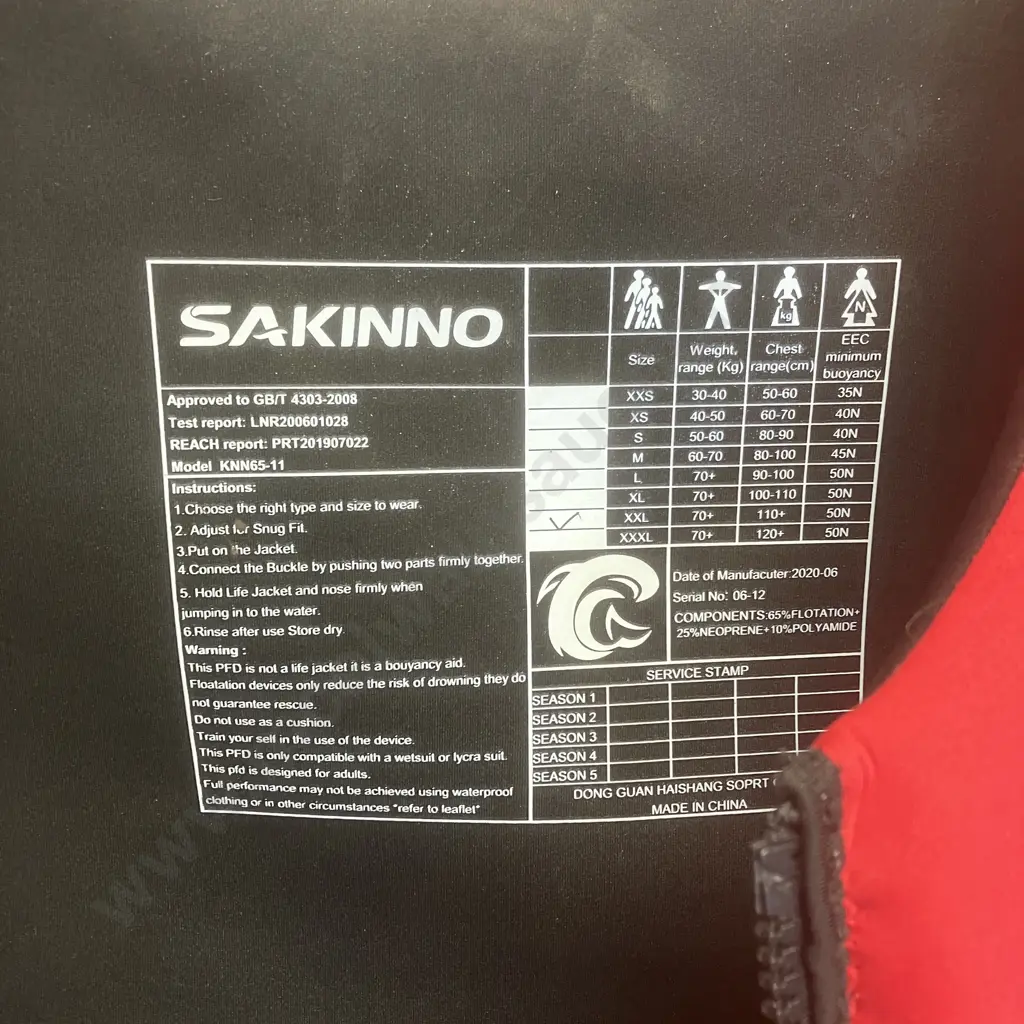 SAKINNO
Approved to GB/T 4303-2008
Test report: LNR200601028
REACH report: PRT201907022
Model KNN65-11
Instructions:
1.Choose the right type and size to wear.
2. Adjust for Snug Fit.
3.Put on the Jacket.
4.Connect the Buckle by pushing two parts firmly together.
5. Hold Life Jacket and nose firmly when
jumping in to the water.
6.Rinse after use Store dry.
Warning :
This PFD is not a life jacket it is a bouyancy aid.
Floatation devices only reduce the risk of drowning they do
not guarantee rescue.
Do not use as a cushion.
Train your self in the use of the device.
This PFD is only compatible with a wetsuit or lycra suit.
This pfd is designed for adults.
Full performance may not be achieved using waterproof
clothing or in other circumstances "refer to leaflet"
kg N
Size Weight, range (Kg) Chest range(cm) EEC minimum buoyancy
XXS 30-40 50-60 35N
XS 40-50 60-70 40N
S 50-60 80-90 40N
M 60-70 80-100 45N
L 70+ 90-100 50N
XL 70+ 100-110 50N
XXL 70+ 110+ 50N
XXXL 70+ 120+ 50N
Date of Manufacuter:2020-06
Serial No: 06-12
COMPONENTS:65%FLOTATION+
25%NEOPRENE+10%POLYAMIDE
SERVICE STAMP
SEASON 1
SEASON 2
SEASON 3
SEASON 4
SEASON 5
DONG GUAN HAISHANG SOPRT
MADE IN CHINA